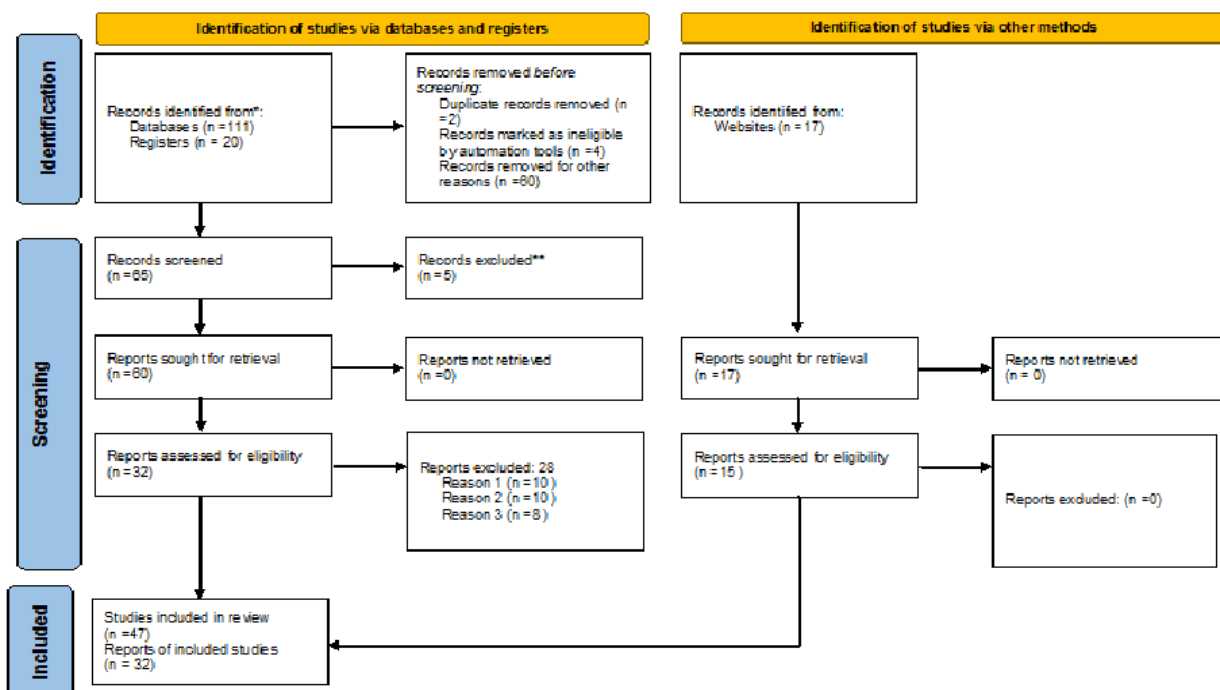 Identification of studies via databases and registers
Identification of studies via other methods
Identification
Records identified from*:
Databases (n =111)
Registers (n = 20)
Records removed before
screening:
Duplicate records removed (n
=2)
Records marked as ineligible
by automation tools (n =4)
Records removed for other
reasons (n =60)
Records identified from:
Websites (n =17)
Screening
Records screened
(n =65)
Records excluded**
(n =5)
Reports sought for retrieval
(n =60)
Reports not retrieved
(n =0)
Reports sought for retrieval
(n =17)
Reports not retrieved
(n = 0)
Reports assessed for eligibility
(n =32)
Reports excluded: 28
Reason 1 (n =10)
Reason 2 (n =10)
Reason 3 (n =8)
Reports assessed for eligibility
(n =15)
Reports excluded: (n =0)
Included
Studies included in review
(n =47)
Reports of included studies
(n = 32)